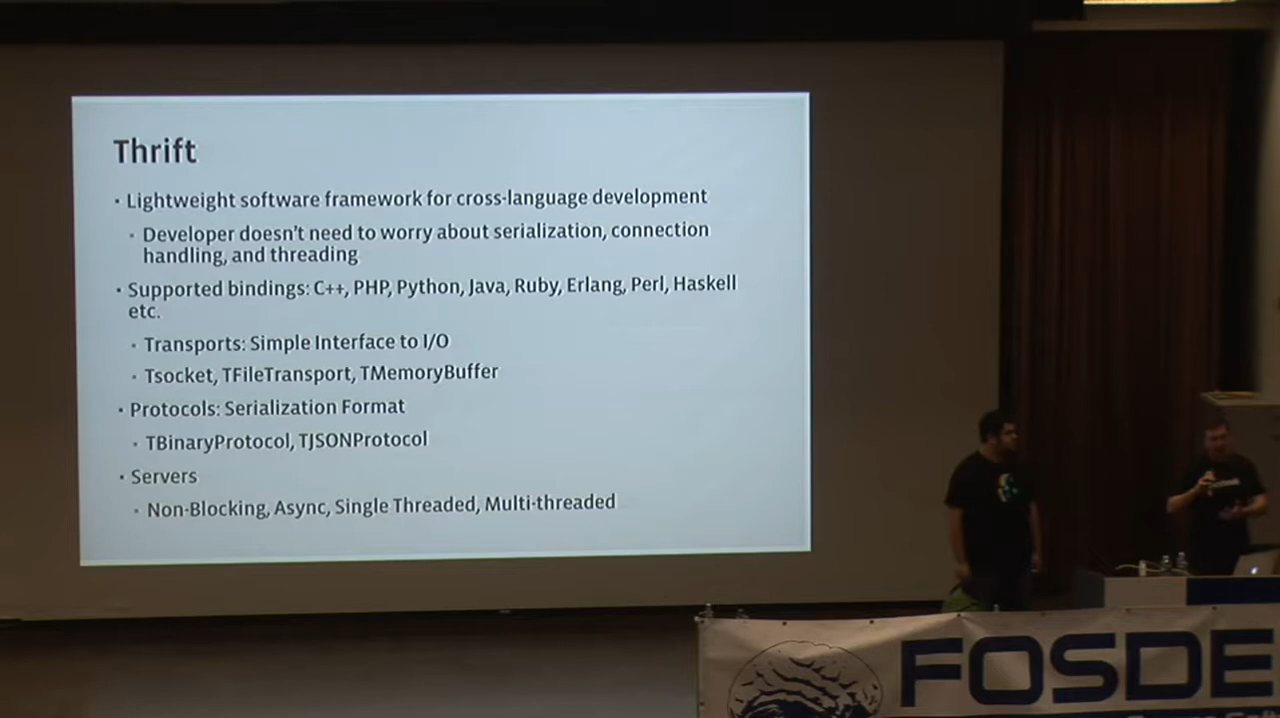 Thrift
· Lightweight software framework for cross-language development
· Developer doesn't need to worry about serialization, connection
handling, and threading
· Supported bindings: C++, PHP, Python, Java, Ruby, Erlang, Perl, Haskell
etc.
· Transports: Simple Interface to I/O
· Tsocket, TFileTransport, TMemoryBuffer
· Protocols: Serialization Format
· TBinaryProtocol, TJSONProtocol
· Servers
· Non-Blocking, Async, Single Threaded, Multi-threaded
FOSDE